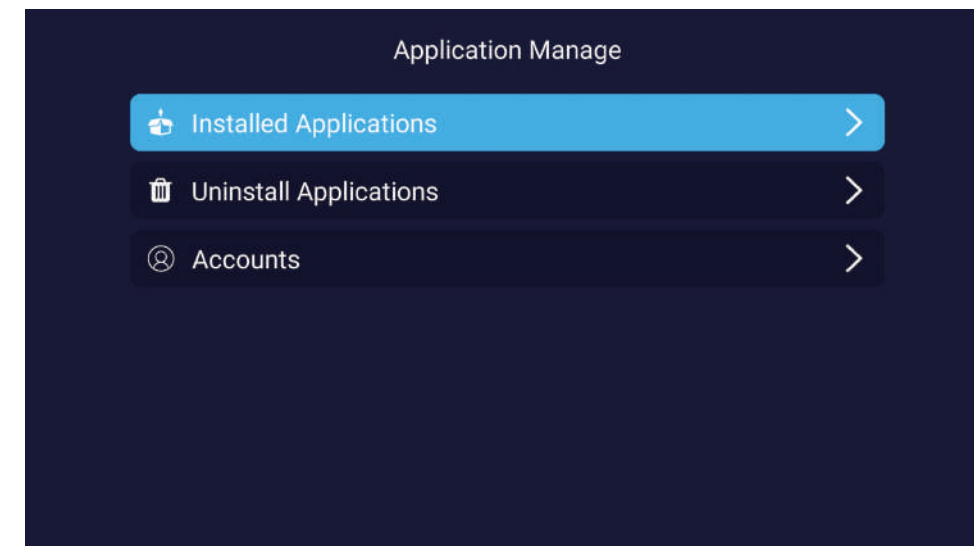 Application Manage
Installed Applications
Uninstall Applications
Accounts